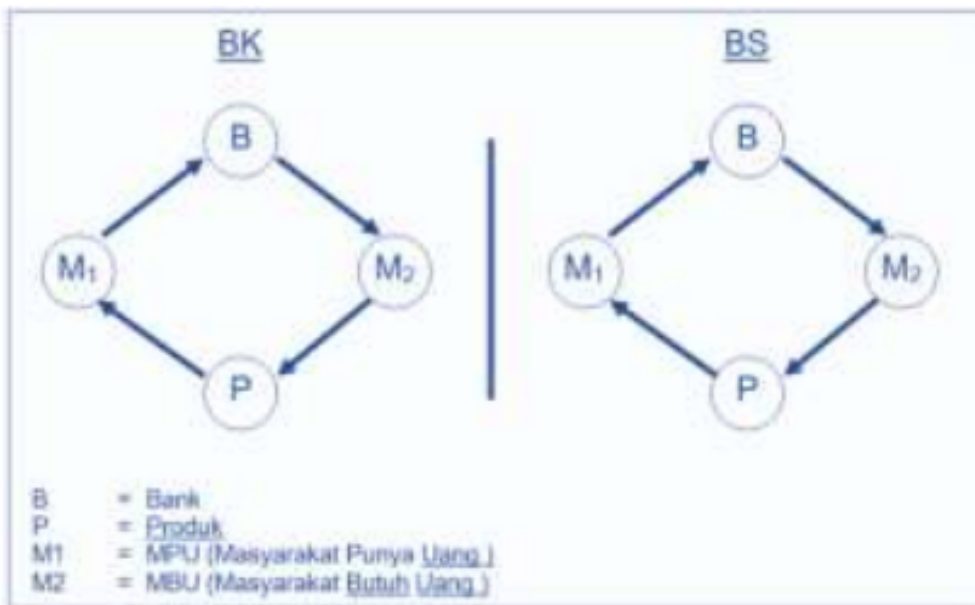 BK
BS
B
B
M1
M2
M1
M2
P
P
B = Bank
P = Produk
M1 = MPU (Masyarakat Punya Uang )
M2 = MBU (Masyarakat Butuh Uang )